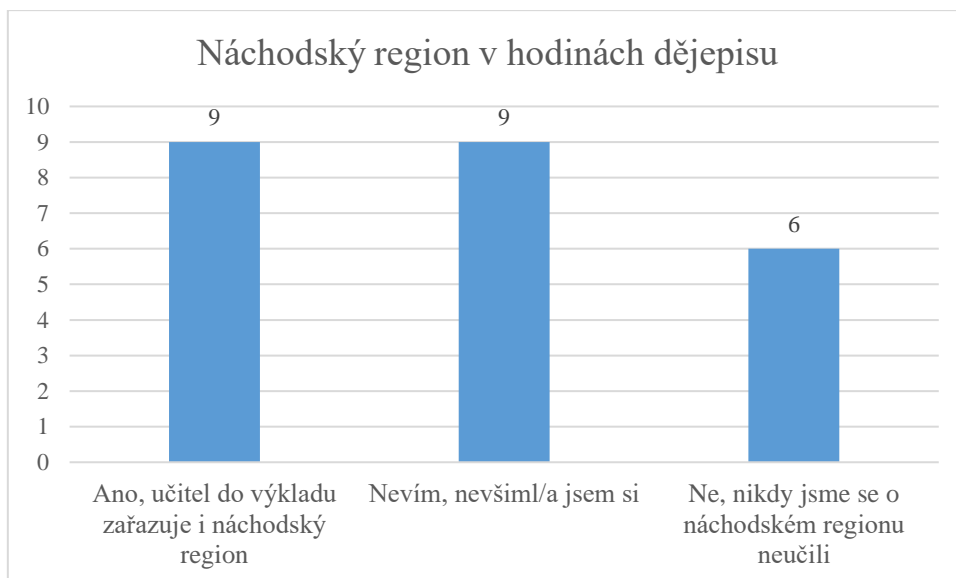 Náchodský region v hodinách dějepisu
10
9
8
7
6
5
4
3
2
1
0
9
9
6
Ano, učitel do výkladu
zařazuje i náchodský
region
Nevím, nevšiml/a jsem si
Ne, nikdy jsme se o
náchodském regionu
neučili